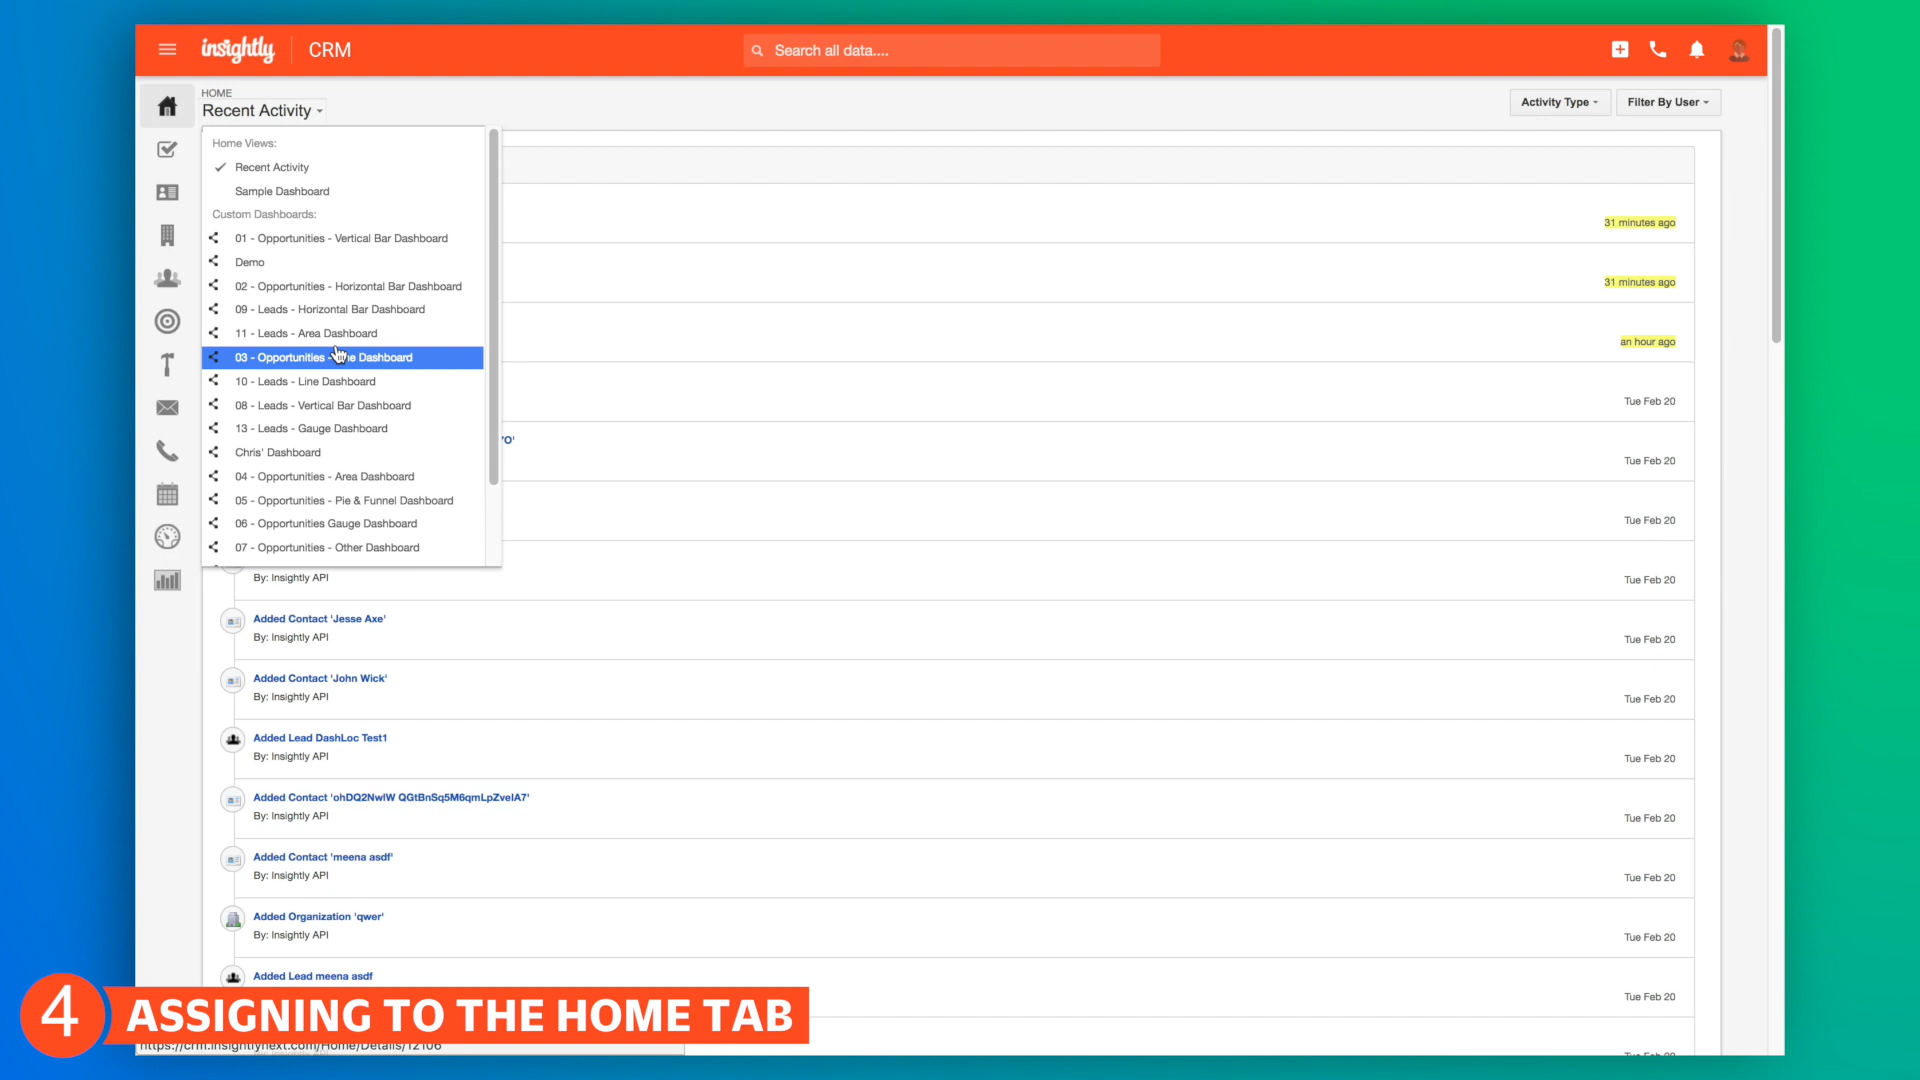 insightly CRM
Search all data....
HOME
Recent Activity
Activity Type
Filter By User
Home Views:
Recent Activity
Sample Dashboard
Custom Dashboards:
01 - Opportunities - Vertical Bar Dashboard
Demo
02 - Opportunities - Horizontal Bar Dashboard
09 - Leads - Horizontal Bar Dashboard
11 - Leads - Area Dashboard
03 - Opportunities - Dashboard
10 - Leads - Line Dashboard
08 - Leads - Vertical Bar Dashboard
13 - Leads - Gauge Dashboard
Chris' Dashboard
04 - Opportunities - Area Dashboard
05 - Opportunities - Pie & Funnel Dashboard
06 - Opportunities Gauge Dashboard
07 - Opportunities - Other Dashboard
31 minutes ago
31 minutes ago
an hour ago
Tue Feb 20
Tue Feb 20
Tue Feb 20
By: Insightly API
Tue Feb 20
Added Contact 'Jesse Axe'
By: Insightly API
Tue Feb 20
Added Contact 'John Wick'
By: Insightly API
Tue Feb 20
Added Lead DashLoc Test1
By: Insightly API
Tue Feb 20
Added Contact 'ohDQ2NwIW QGtBnSq5M6qmLpZvelA7'
By: Insightly API
Tue Feb 20
Added Contact 'meena asdf'
By: Insightly API
Tue Feb 20
Added Organization 'qwer'
By: Insightly API
Tue Feb 20
Added Lead meena asdf
Tue Feb 20
4 ASSIGNING TO THE HOME TAB
https://crm.insightlynext.com/Home/Details/12106